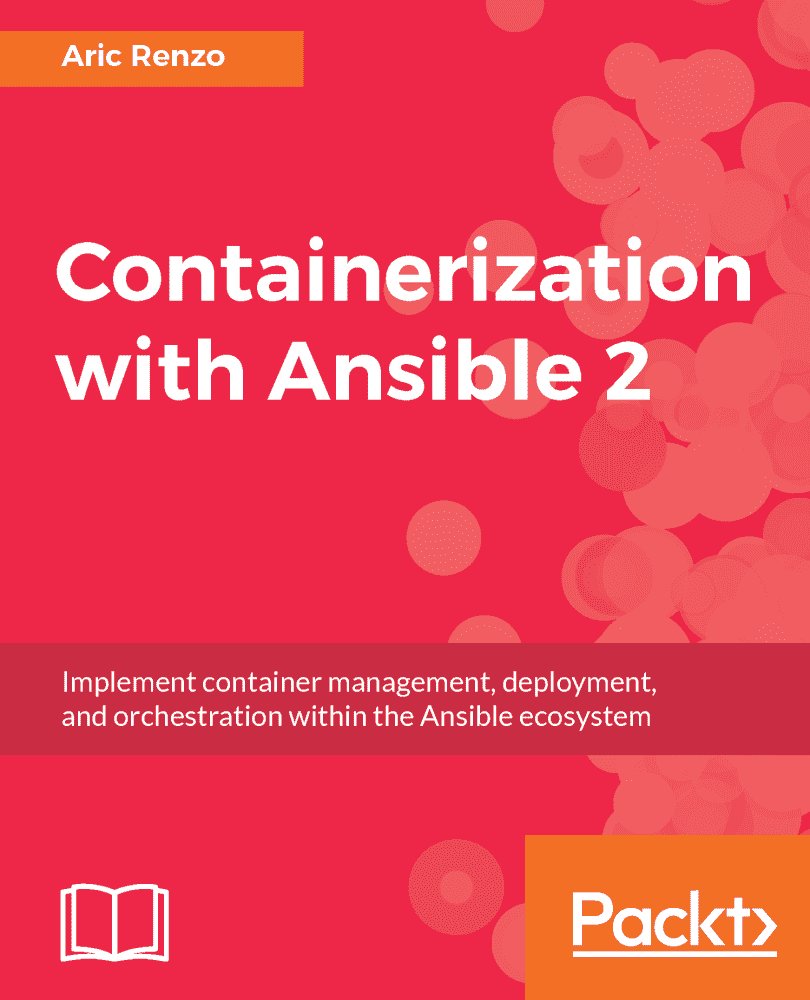 Aric Renzo
Containerization
with Ansible 2
Implement container management, deployment,
and orchestration within the Ansible ecosystem
Packt>